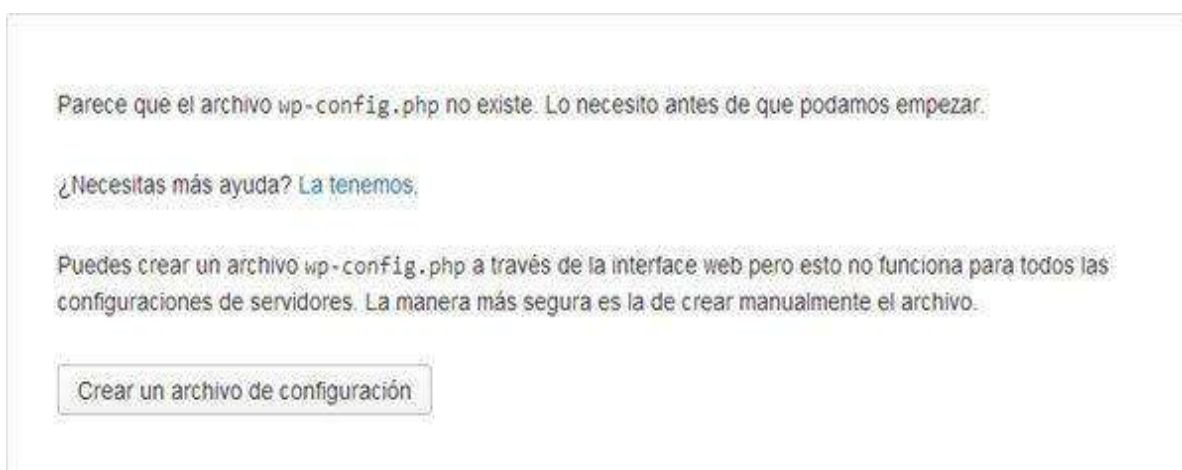 Parece que el archivo wp-config.php no existe. Lo necesito antes de que podamos empezar.
¿Necesitas más ayuda? La tenemos.
Puedes crear un archivo wp-config.php a través de la interface web pero esto no funciona para todos las
configuraciones de servidores. La manera más segura es la de crear manualmente el archivo.
Crear un archivo de configuración